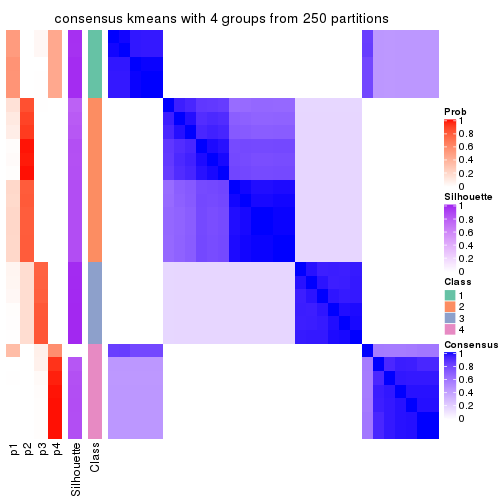 consensus kmeans with 4 groups from 250 partitions
Prob
1
0.8
0.6
0.4
0.2
0
Silhouette
1
0.8
0.6
0.4
0.2
0
Class
1
2
3
4
Consensus
1
0.8
0.6
0.4
0.2
0
p1
p2
p3
p4
Silhouette
Class